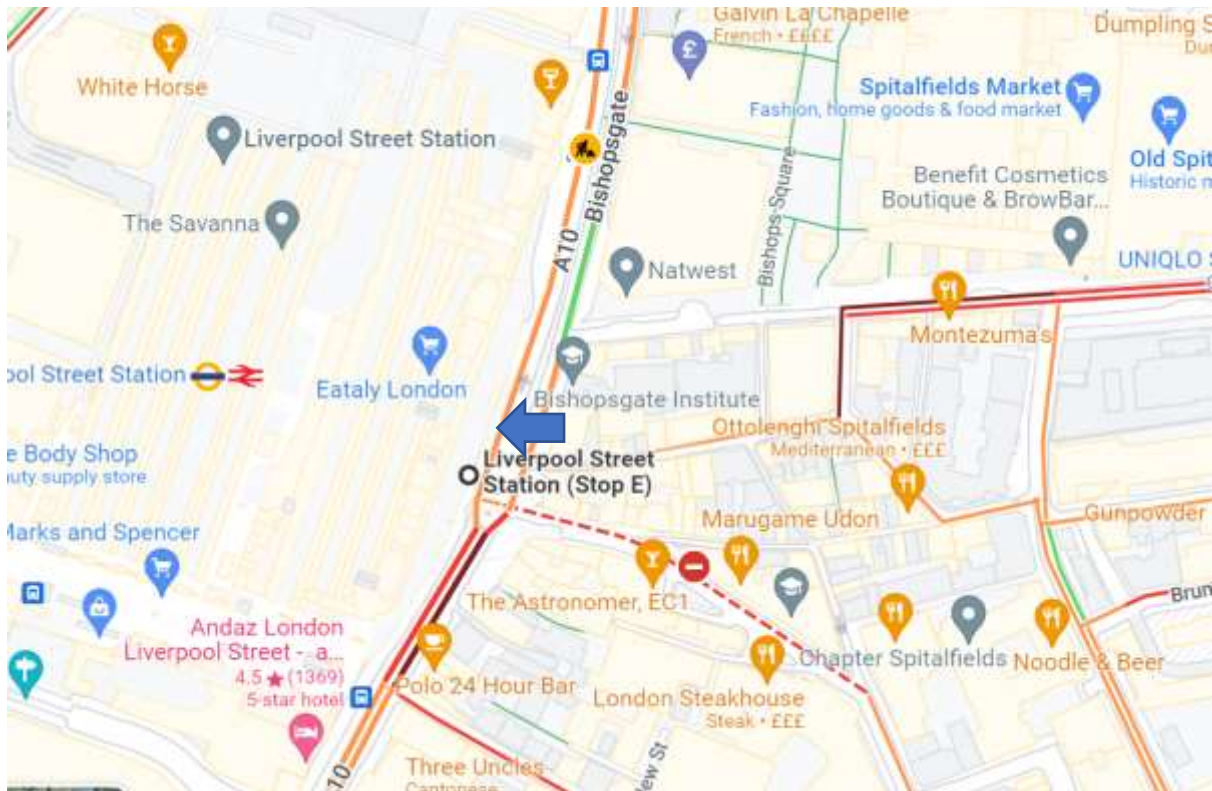 Galvin La Chapelle
French • ££££
Dumpling S
Du
White Horse
Spitalfields Market
Fashion, home goods & food market
Liverpool Street Station
Bishopsgate
Old Spit
Historic m
Benefit Cosmetics
Boutique & BrowBar...
The Savanna
Bishops Square
A10
Natwest
UNIQLO S
Montezuma's
ool Street Station
Eataly London
Bishopsgate Institute
Ottolenghi Spitalfields
Mediterranean • £££
e Body Shop
auty supply store
Liverpool Street
Station (Stop E)
Marks and Spencer
Marugame Udon
Gunpowder
The Astronomer, EC1
Brun
Andaz London
Liverpool Street - a...
4.5 ★ (1369)
5-star hotel
Chapter Spitalfields
Noodle & Beer
Polo 24 Hour Bar
London Steakhouse
Steak • £££
New St
10
Three Uncles
Cantonese